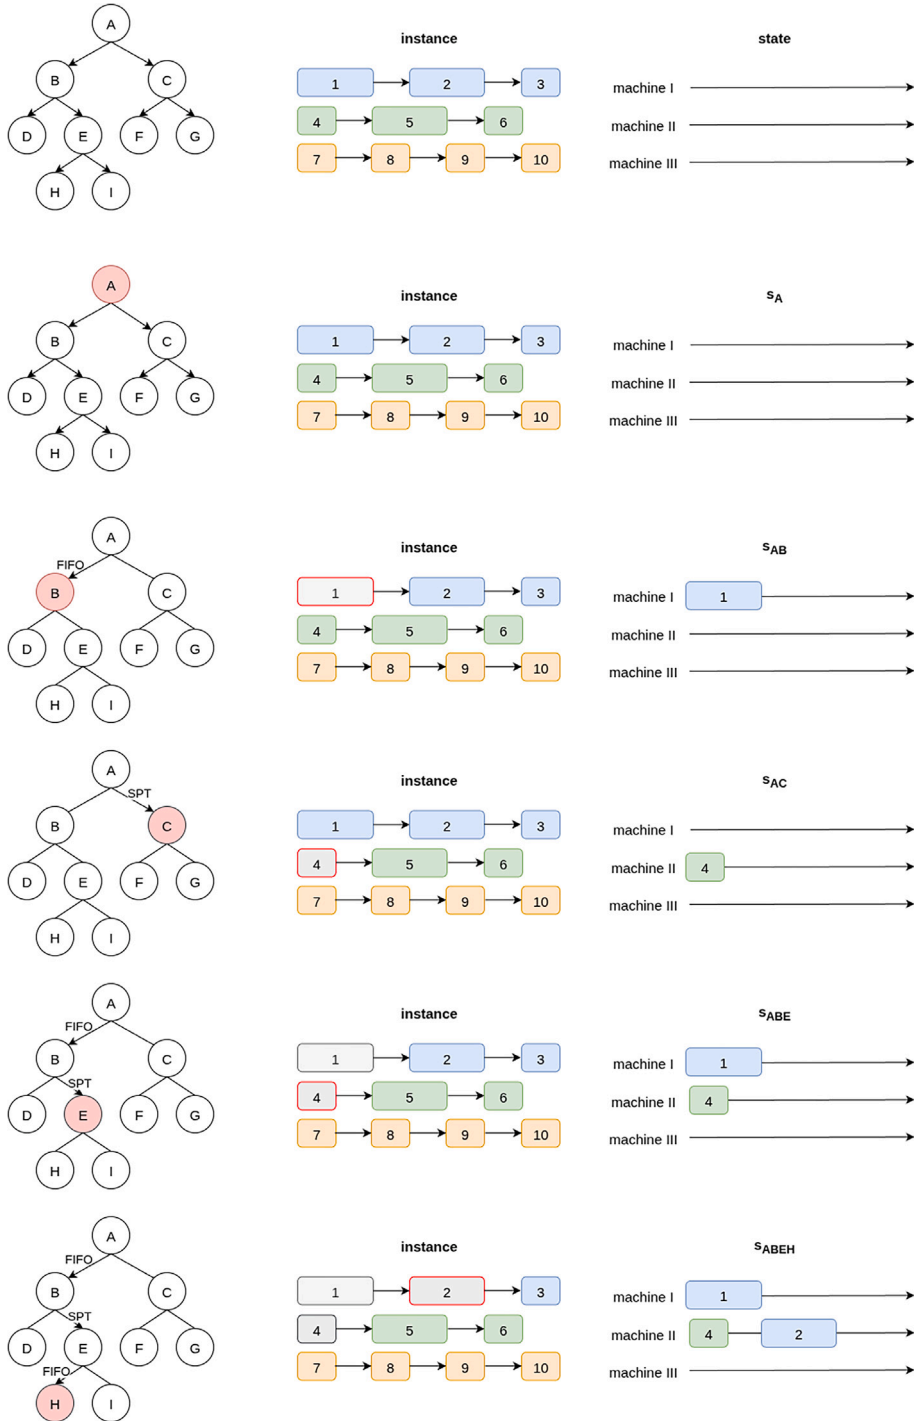 A
instance
state
B
C
1
2
3
machine I
D
E
F
G
4
5
6
machine II
7
8
9
10
machine III
H
I
A
instance
sA
B
C
1
2
3
machine I
D
E
F
G
4
5
6
machine II
7
8
9
10
machine III
H
I
A
instance
sAB
FIFO
B
C
1
2
3
machine I
1
D
E
F
G
4
5
6
machine II
7
8
9
10
machine III
H
I
A
instance
sAC
SPT
B
C
1
2
3
machine I
D
E
F
G
4
5
6
machine II
4
7
8
9
10
machine III
H
I
A
instance
sABE
FIFO
B
C
1
2
3
machine I
1
SPT
D
E
F
G
4
5
6
machine II
4
7
8
9
10
machine III
H
I
A
instance
sABEH
FIFO
B
C
1
2
3
machine I
1
SPT
D
E
F
G
4
5
6
machine II
4
2
FIFO
7
8
9
10
machine III
H
I